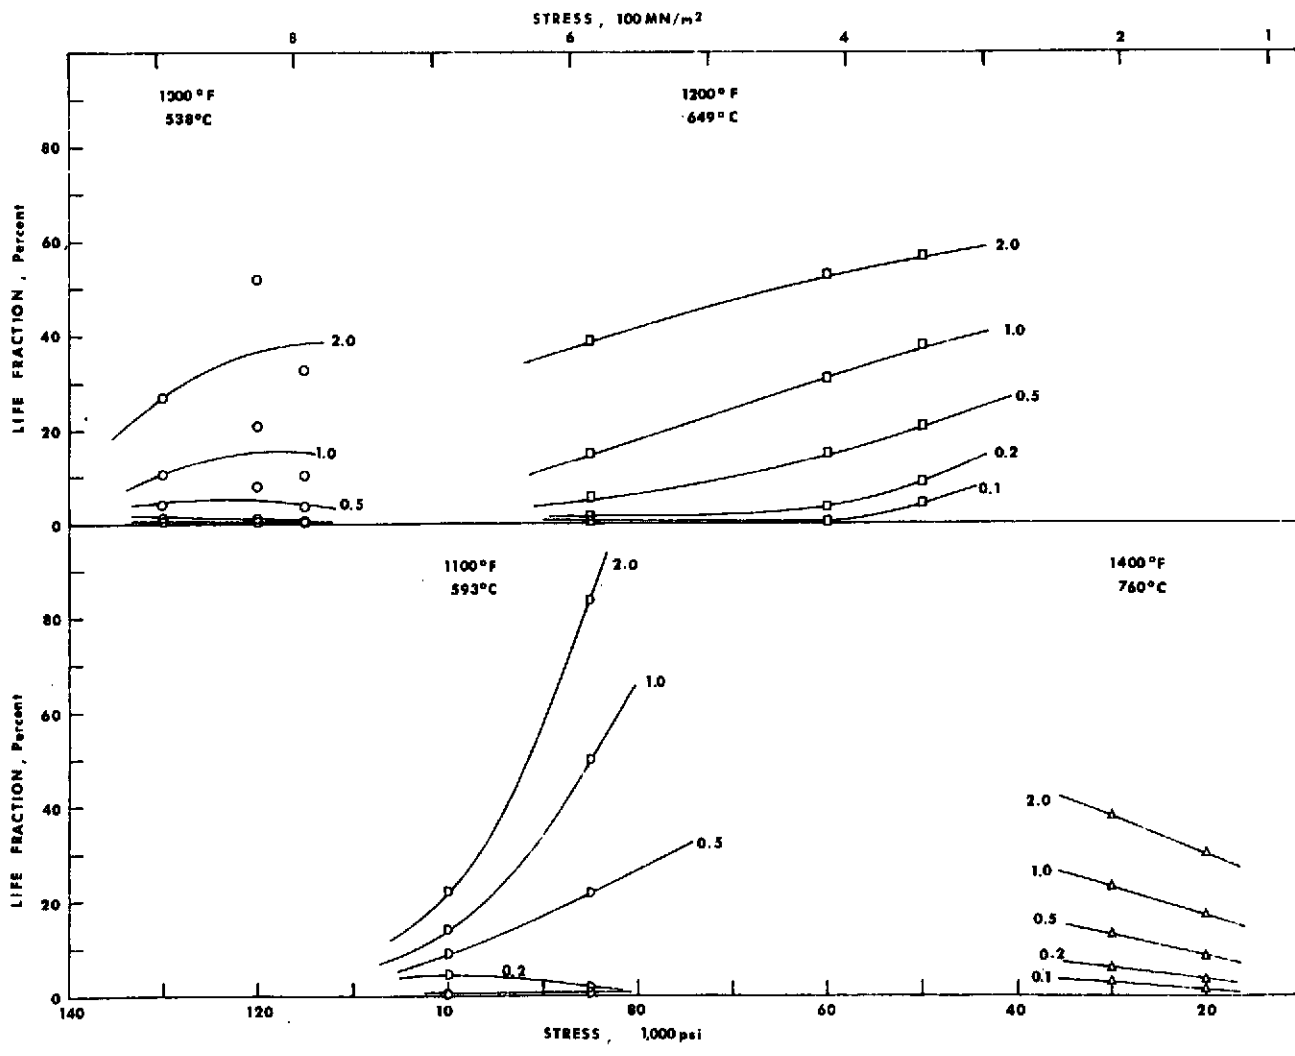 STRESS, 100 MN/m2
8 6 4 2 1
1000°F
538°C
1200°F
649°C
80
60
40
20
0
LIFE FRACTION, Percent
2.0
1.0
0.5
2.0
1.0
0.5
0.2
0.1
1100°F
593°C
1400°F
760°C
80
60
40
20
0
LIFE FRACTION, Percent
2.0
1.0
0.5
0.2
2.0
1.0
0.5
0.2
0.1
140 120 10 80 60 40 20
STRESS, 1,000 psi